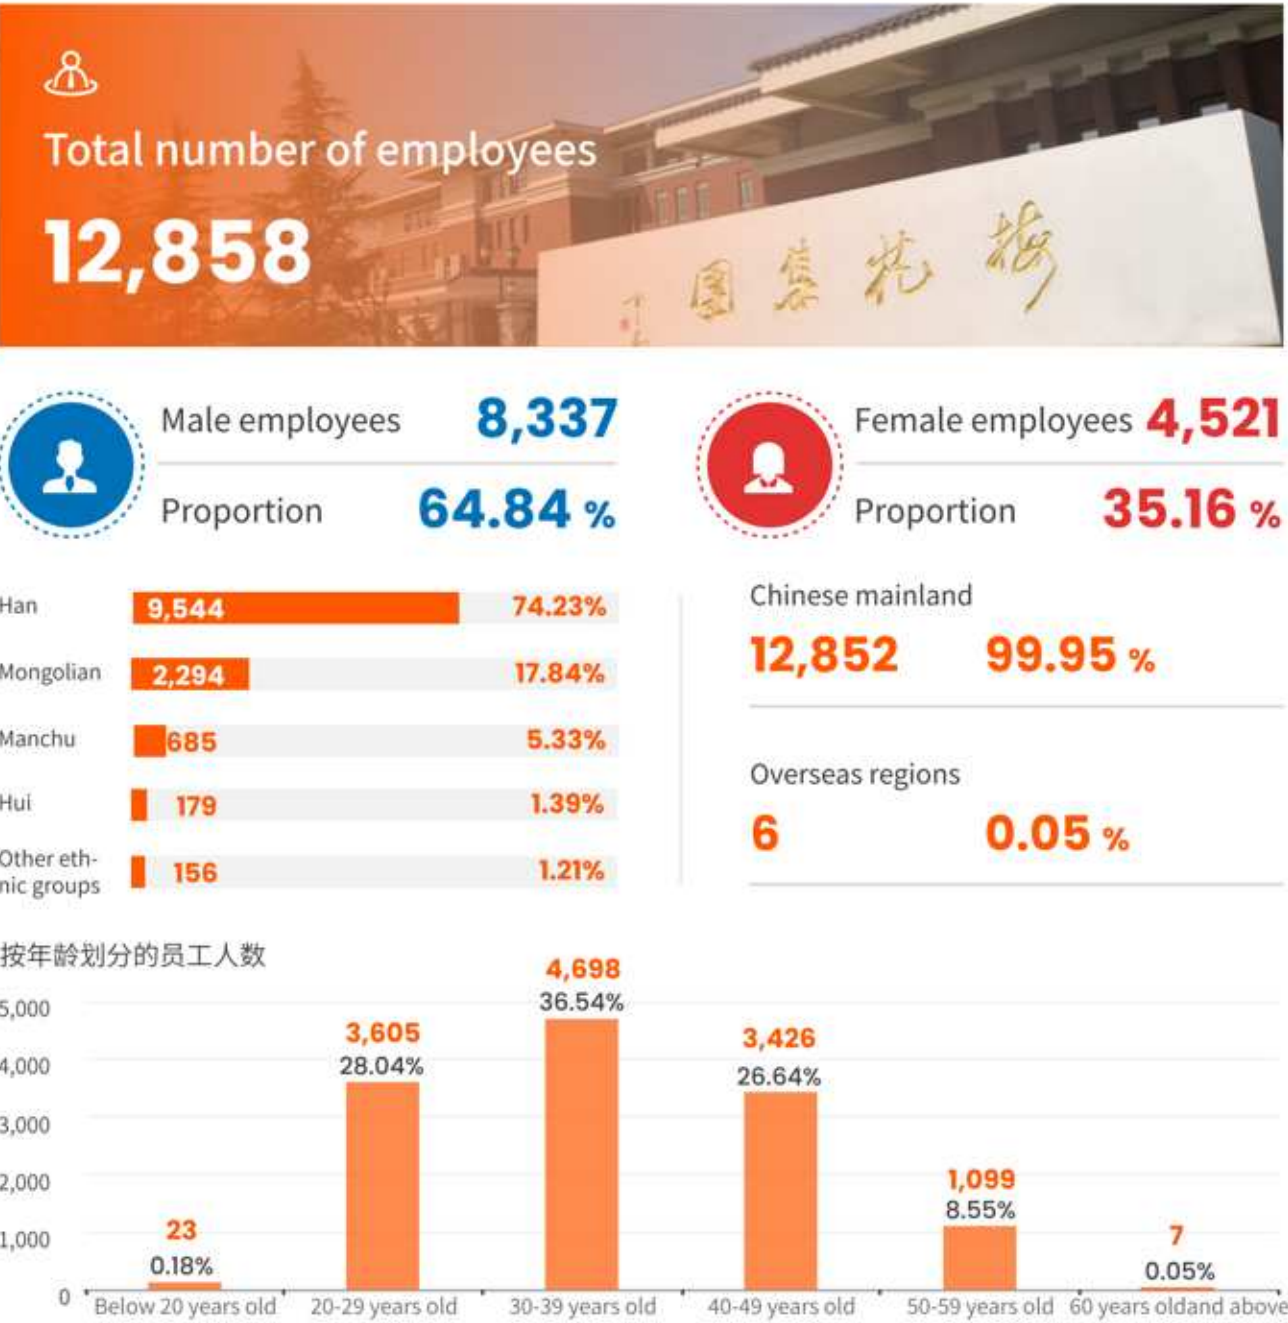 Total number of employees
12,858
梅花集团
Male employees 8,337
Proportion 64.84 %
Female employees 4,521
Proportion 35.16 %
Han 9,544 74.23%
Mongolian 2,294 17.84%
Manchu 685 5.33%
Hui 179 1.39%
Other eth-
nic groups 156 1.21%
Chinese mainland
12,852 99.95 %
Overseas regions
6 0.05 %
按年龄划分的员工人数
5,000
4,000
3,000
2,000
1,000
0
23
0.18%
3,605
28.04%
4,698
36.54%
3,426
26.64%
1,099
8.55%
7
0.05%
Below 20 years old
20-29 years old
30-39 years old
40-49 years old
50-59 years old
60 years oldand above